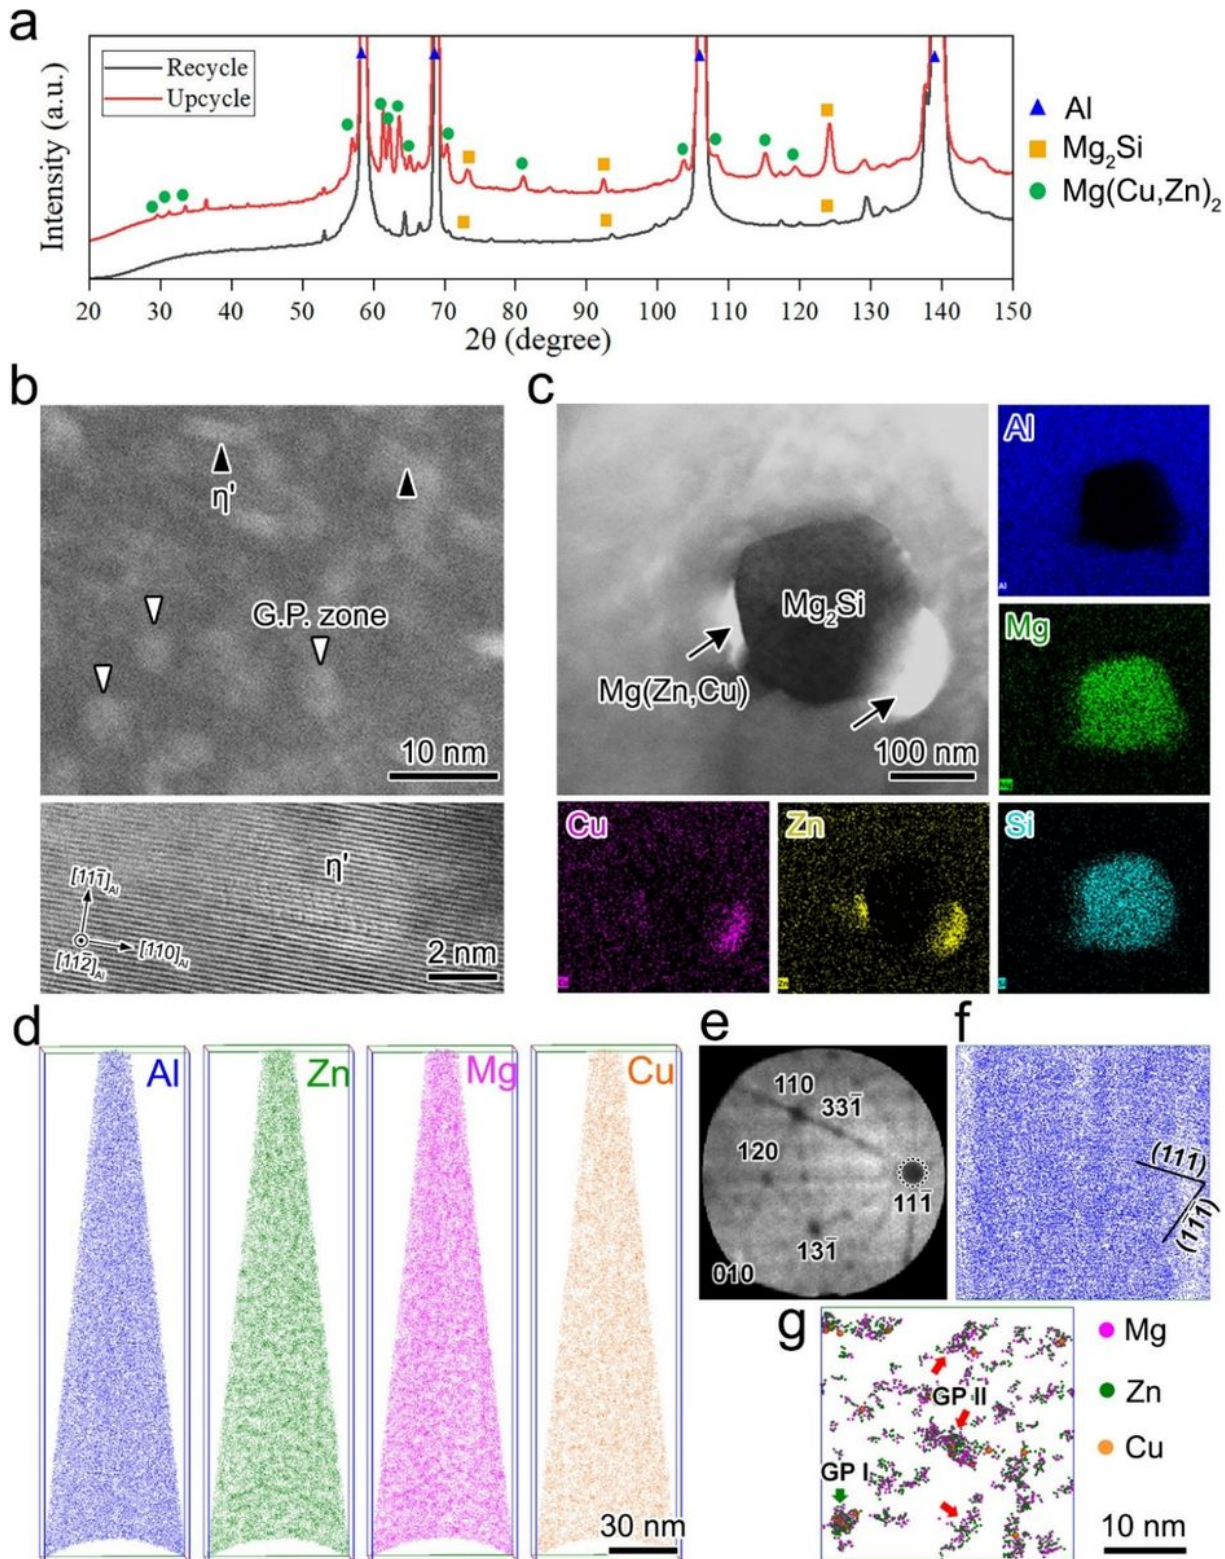 a
Intensity (a.u.)
Recycle
Upcycle
Al
Mg₂Si
Mg(Cu,Zn)₂
20 30 40 50 60 70 80 90 100 110 120 130 140 150
2θ (degree)
b
η'
G.P. zone
10 nm
η'
[111̄]Al
[112̄]Al
[110]Al
2 nm
c
Mg₂Si
Mg(Zn,Cu)
100 nm
Al
Mg
Cu
Zn
Si
d
Al
Zn
Mg
Cu
30 nm
e
110
331̄
120
111̄
131̄
010
f
(111̄)
(11̄1)
g
GP II
GP I
Mg
Zn
Cu
10 nm